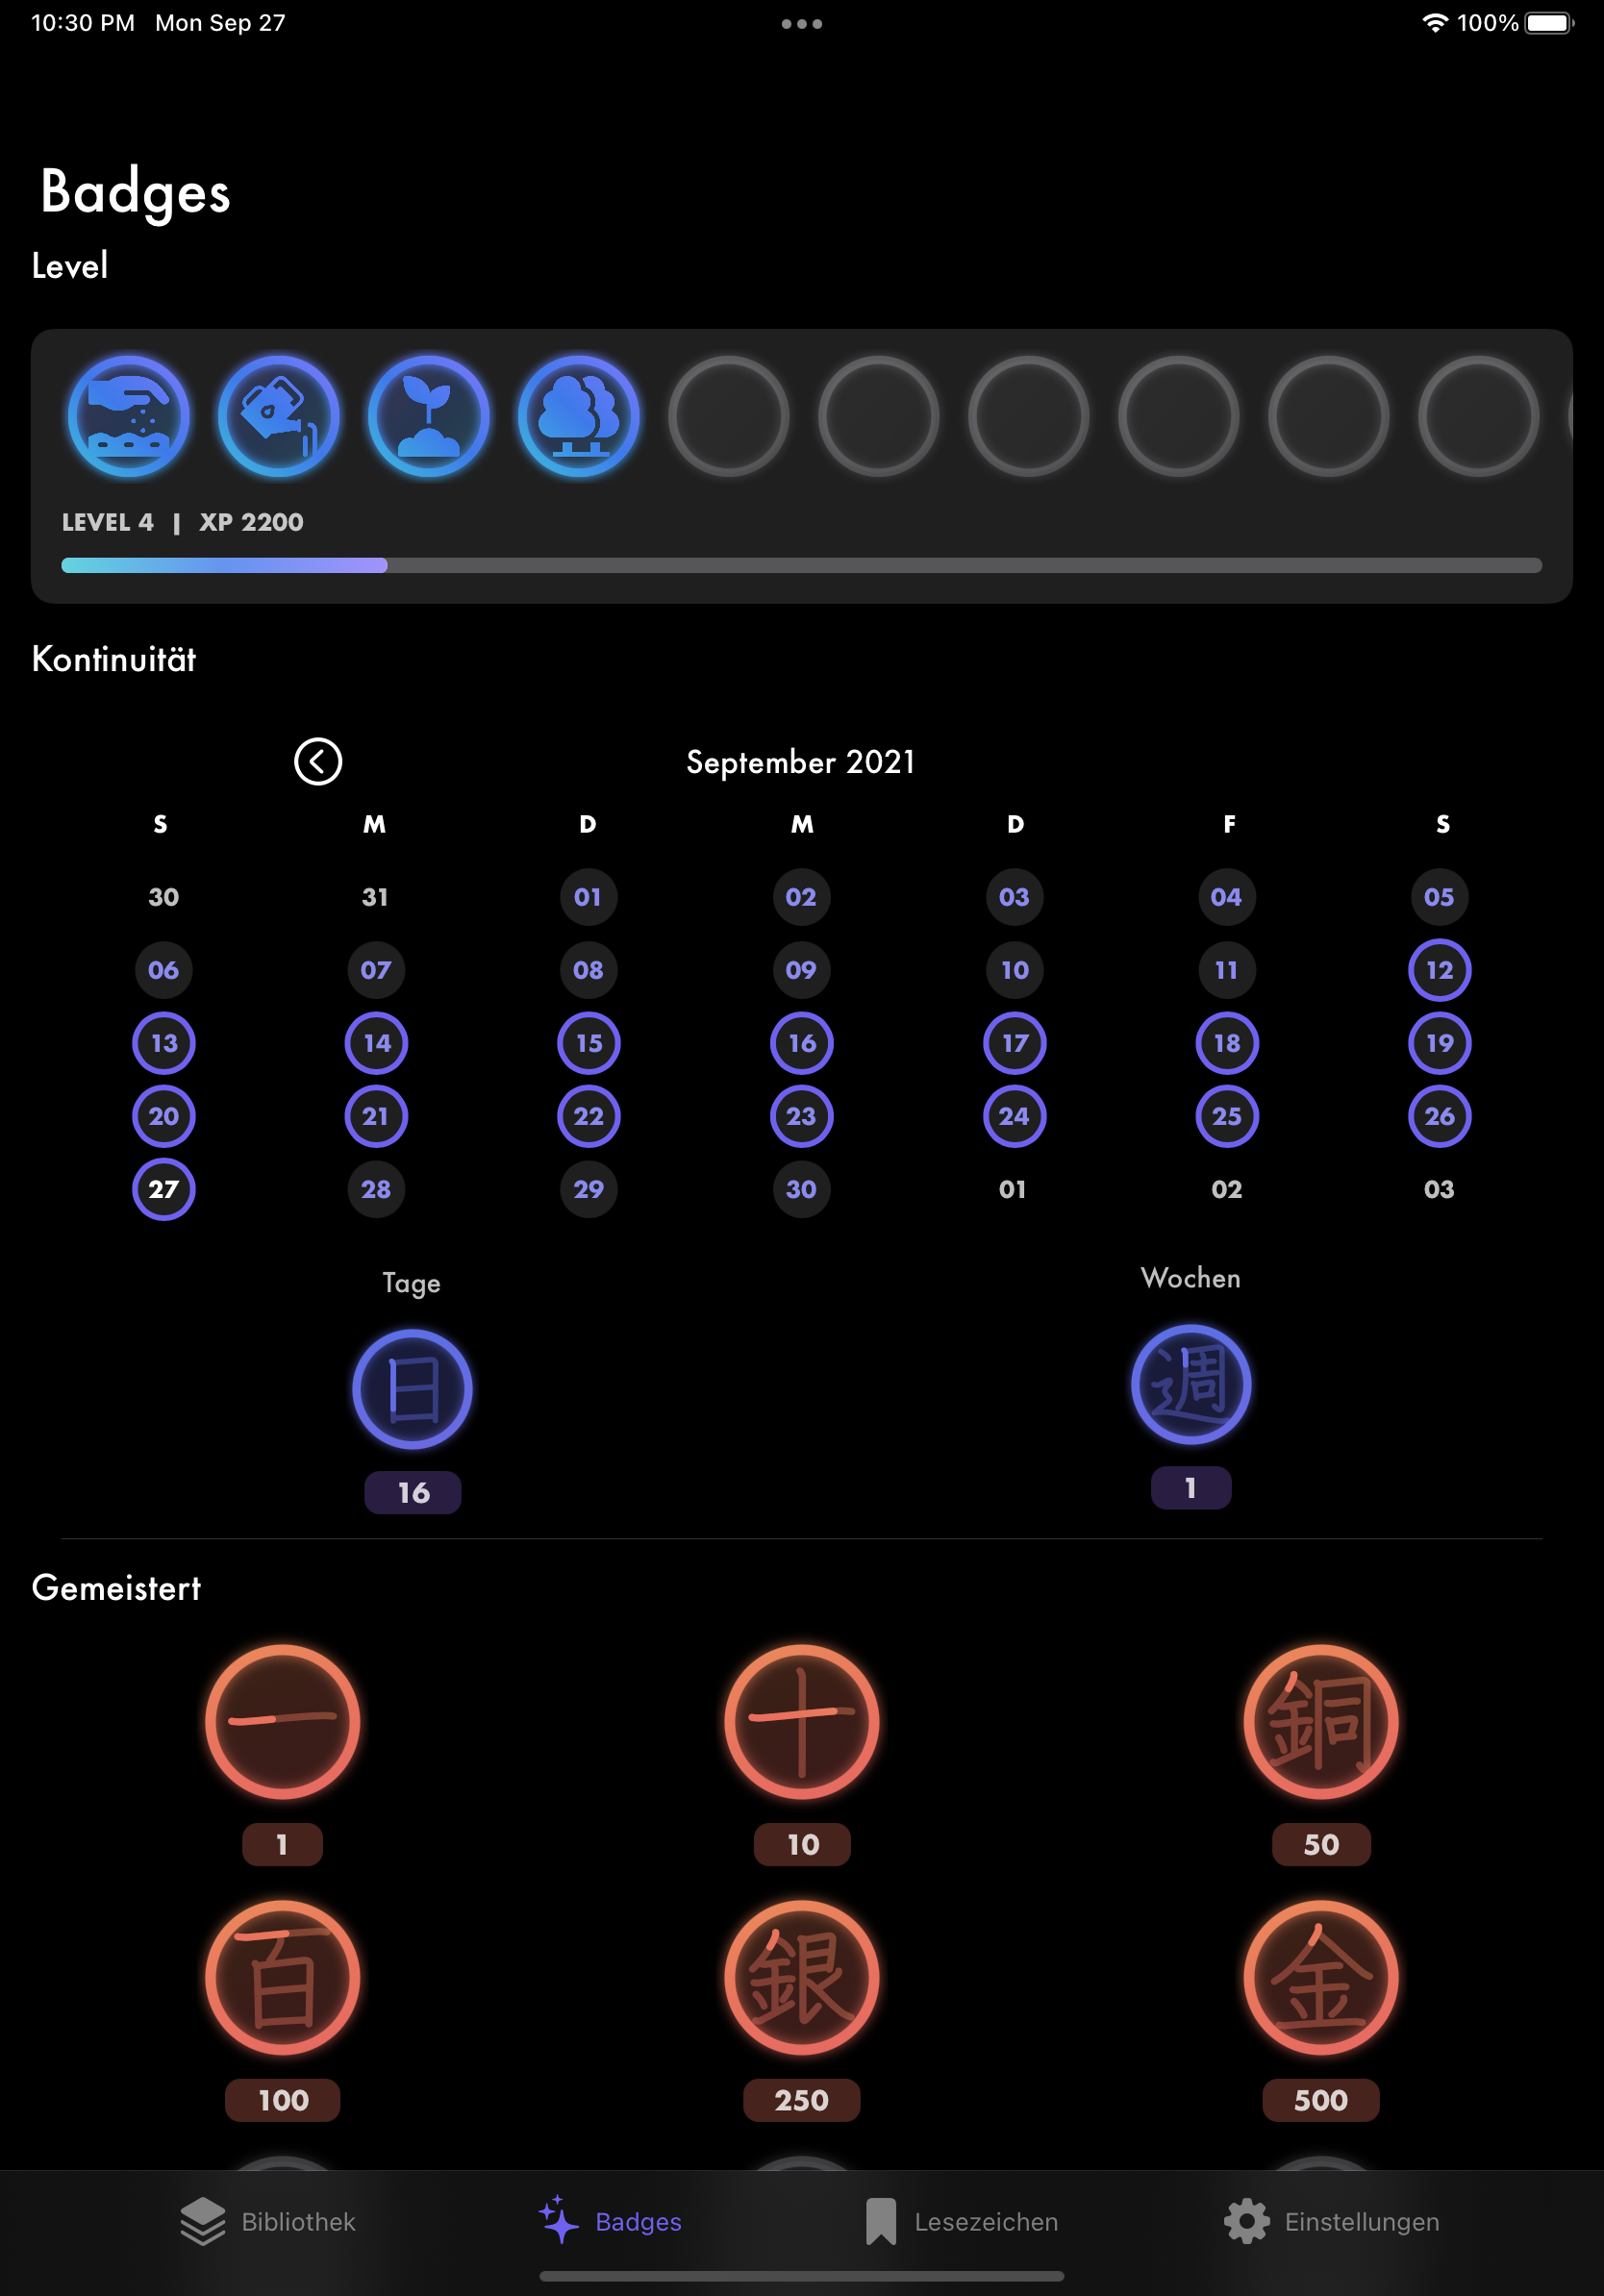 10:30 PM Mon Sep 27 100%
Badges
Level
LEVEL 4 | XP 2200
Kontinuität
September 2021
S M D M D F S
30 31 01 02 03 04 05
06 07 08 09 10 11 12
13 14 15 16 17 18 19
20 21 22 23 24 25 26
27 28 29 30 01 02 03
Tage Wochen
日 週
16 1
Gemeistert
一 十 銅
1 10 50
百 銀 金
100 250 500
Bibliothek Badges Lesezeichen Einstellungen